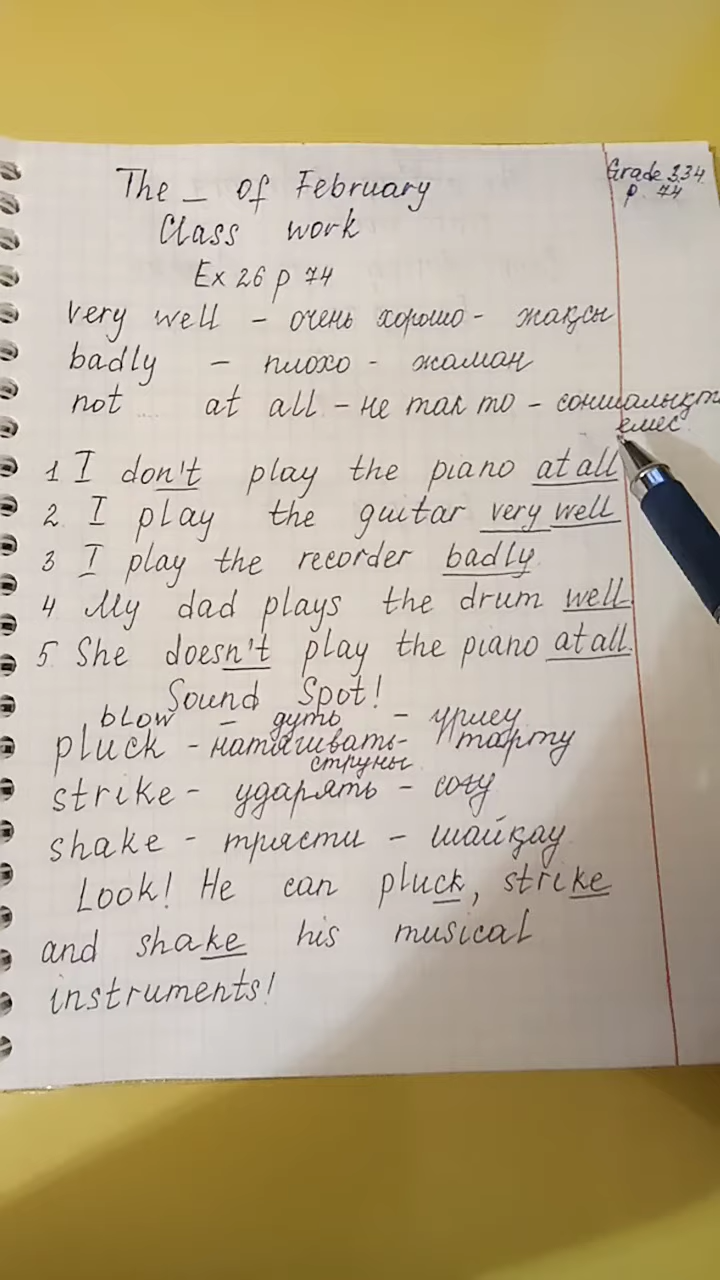 The _ of February
Grade 3.34.
p. 74
Class work
Ex 26 p 74
very well - очень хорошо - жақсы
badly - плохо - жаман
not ... at all - не так то - соншалықт
емес.
1 I don't play the piano at all
2. I play the guitar very well
3 I play the recorder badly.
4 My dad plays the drum well.
5. She doesn't play the piano at all.
Sound Spot!
blow - дуть - үрлеу
pluck - натягивать - тарту
струны
strike - ударять - соғу
shake - трясти - шайқау
Look! He can pluck, strike
and shake his musical
instruments!